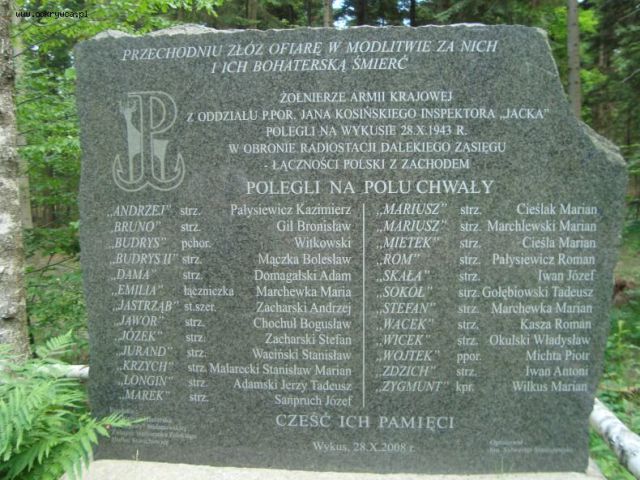 www.pokrywca.pl
PRZECHODNIU ZŁÓŻ OFIARĘ W MODLITWIE ZA NICH
I ICH BOHATERSKĄ ŚMIERĆ
ŻOŁNIERZE ARMII KRAJOWEJ
Z ODDZIAŁU P.POR. JANA KOSIŃSKIEGO INSPEKTORA „JACKA”
POLEGLI NA WYKUSIE 28.X.1943 R.
W OBRONIE RADIOSTACJI DALEKIEGO ZASIĘGU
- ŁĄCZNOŚCI POLSKI Z ZACHODEM
POLEGLI NA POLU CHWAŁY
„ANDRZEJ” strz. Pałysiewicz Kazimierz
„BRUNO” strz. Gil Bronisław
„BUDRYS” pchor. Witkowski
„BUDRYS II” strz. Mączka Bolesław
„DAMA” strz. Domagalski Adam
„EMILIA” łączniczka Marchewka Maria
„JASTRZĄB” st.szer. Zacharski Andrzej
„JAWOR” strz. Chochuł Bogusław
„JÓZEK” strz. Zacharski Stefan
„JURAND” strz. Waciński Stanisław
„KRZYCH” strz. Malarecki Stanisław Marian
„LONGIN” strz. Adamski Jerzy Tadeusz
„MAREK” strz. Sanpruch Józef
„MARIUSZ” strz. Cieślak Marian
„MARIUSZ” strz. Marchlewski Marian
„MIETEK” strz. Cieśla Marian
„ROM” strz. Pałysiewicz Roman
„SKAŁA” strz. Iwan Józef
„SOKÓŁ” strz. Gołębiowski Tadeusz
„STEFAN” strz. Marchewka Marian
„WACEK” strz. Kasza Roman
„WICEK” strz. Okulski Władysław
„WOJTEK” ppor. Michta Piotr
„ZDZICH” strz. Iwan Antoni
„ZYGMUNT” kpr. Wilkus Marian
CZEŚĆ ICH PAMIĘCI
Wykus, 28.X.2008 r.